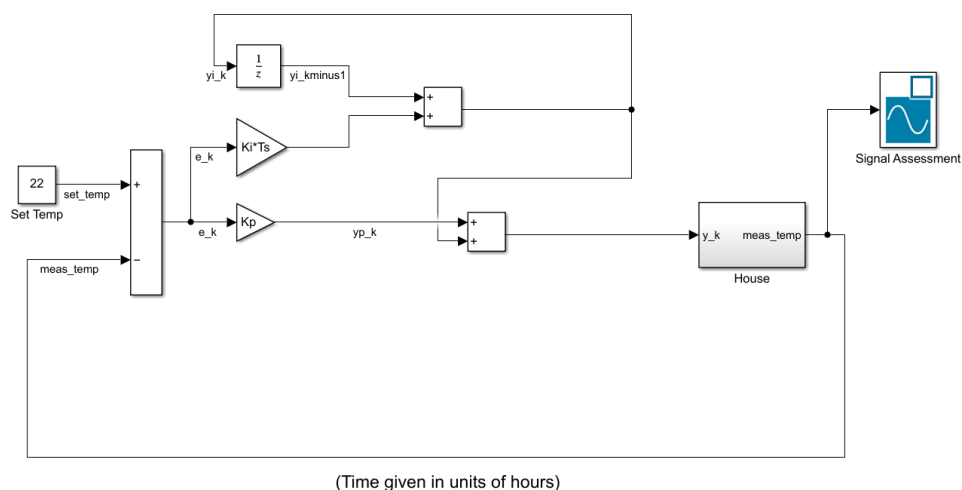 1
z
yi_k
yi_kminus1
+
+
Ki*Ts
e_k
Signal Assessment
22
set_temp
Set Temp
+
Kp
e_k
yp_k
+
+
y_k
meas_temp
House
meas_temp
−
(Time given in units of hours)